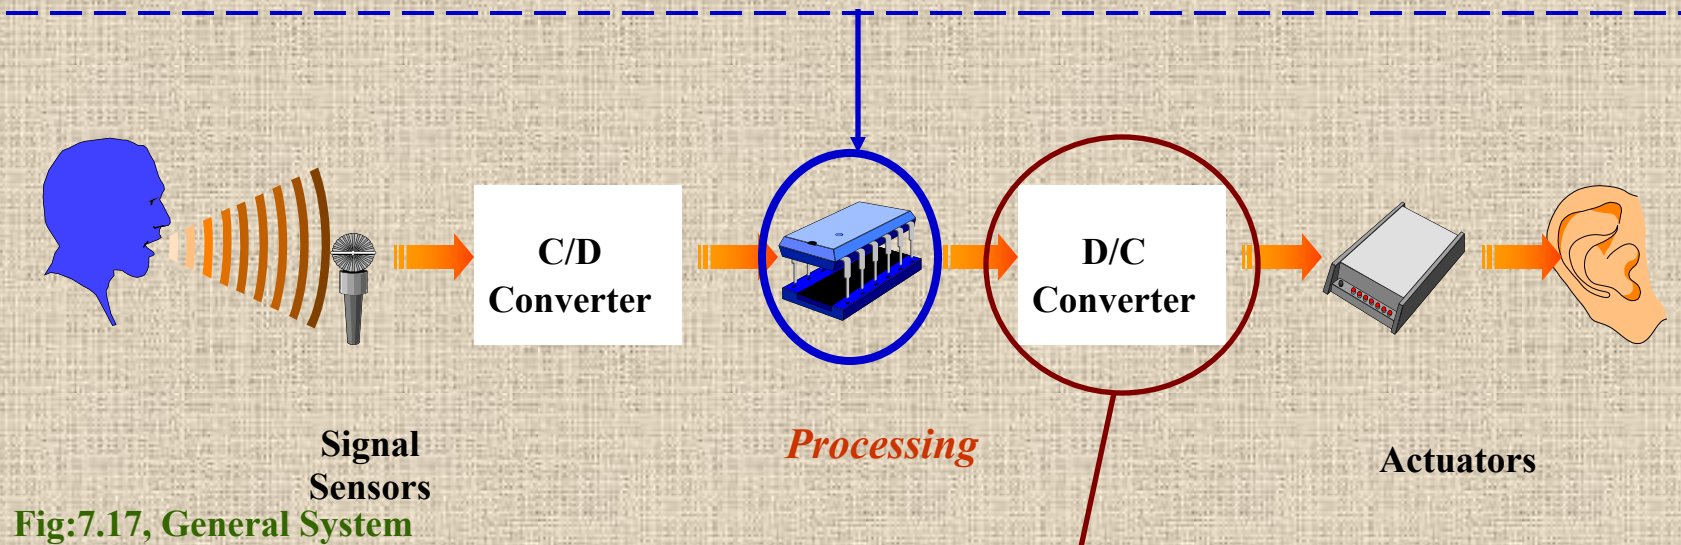 C/D
Converter
D/C
Converter
Signal
Sensors
Processing
Actuators
Fig:7.17, General System